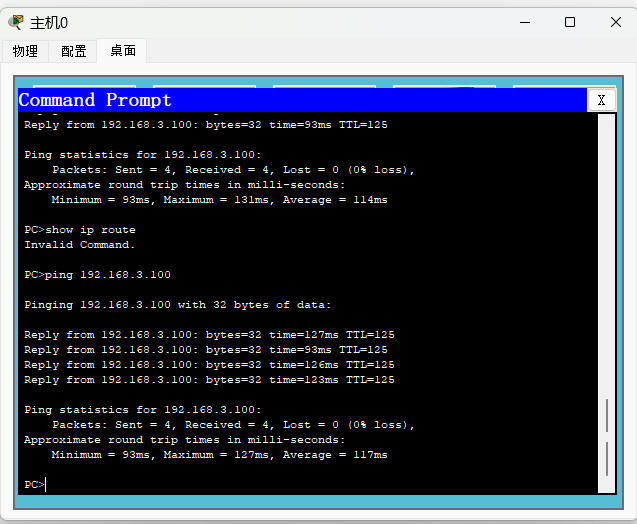 主机0
物理 配置 桌面
Command Prompt X
Reply from 192.168.3.100: bytes=32 time=93ms TTL=125
Ping statistics for 192.168.3.100:
Packets: Sent = 4, Received = 4, Lost = 0 (0% loss),
Approximate round trip times in milli-seconds:
Minimum = 93ms, Maximum = 131ms, Average = 114ms
PC>show ip route
Invalid Command.
PC>ping 192.168.3.100
Pinging 192.168.3.100 with 32 bytes of data:
Reply from 192.168.3.100: bytes=32 time=127ms TTL=125
Reply from 192.168.3.100: bytes=32 time=93ms TTL=125
Reply from 192.168.3.100: bytes=32 time=126ms TTL=125
Reply from 192.168.3.100: bytes=32 time=123ms TTL=125
Ping statistics for 192.168.3.100:
Packets: Sent = 4, Received = 4, Lost = 0 (0% loss),
Approximate round trip times in milli-seconds:
Minimum = 93ms, Maximum = 127ms, Average = 117ms
PC>